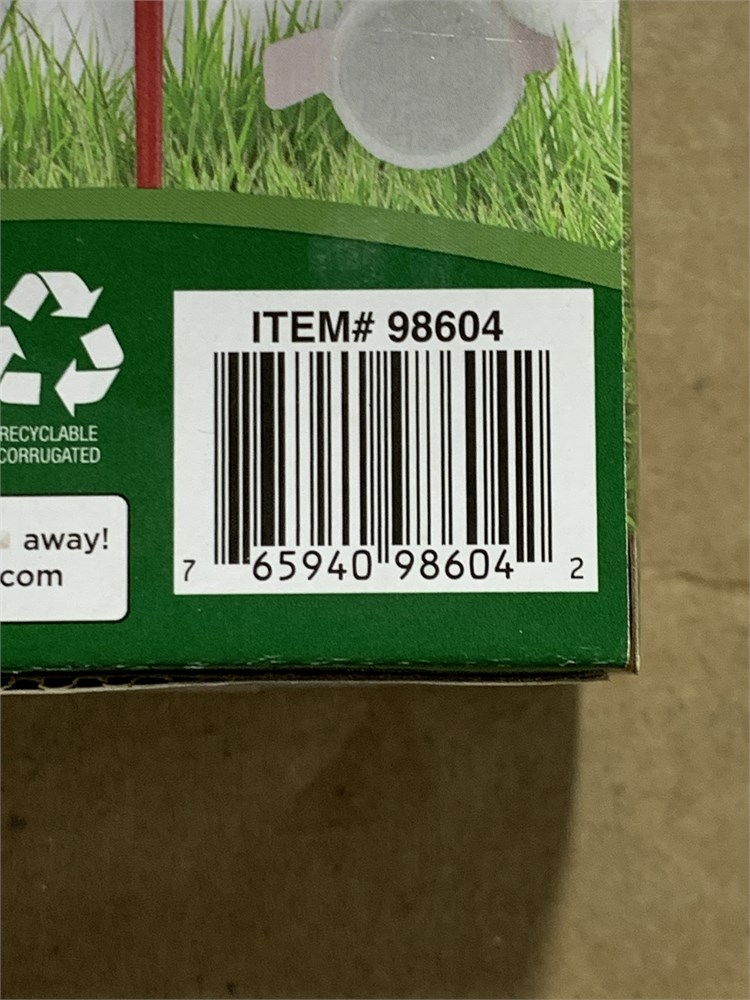 ITEM# 98604
RECYCLABLE
CORRUGATED
away!
.com
7 65940 98604 2